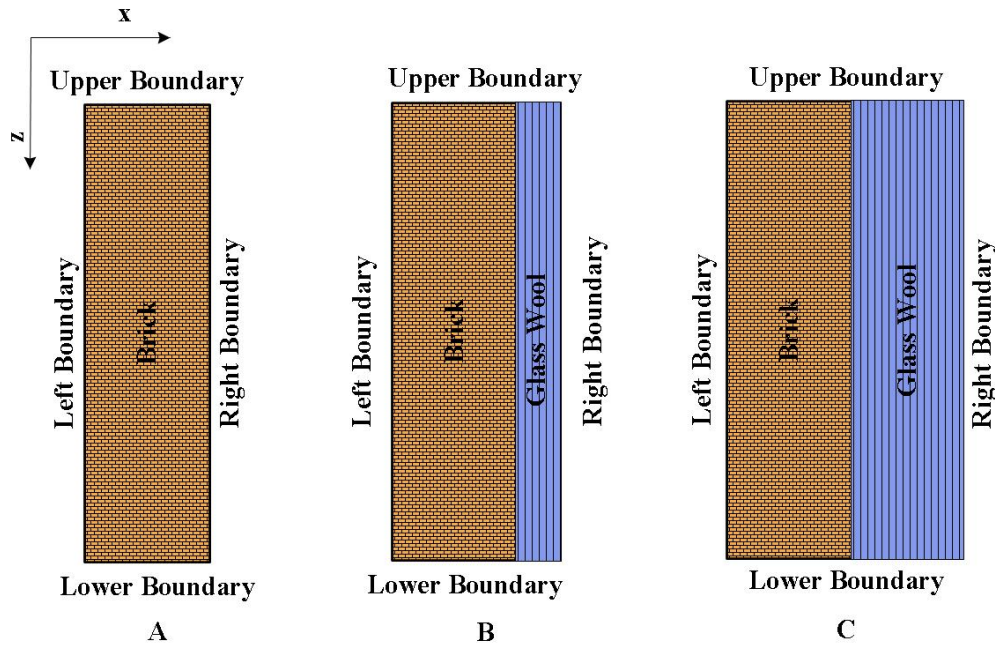 x
z
Upper Boundary
Left Boundary
Brick
Right Boundary
Lower Boundary
A
Upper Boundary
Left Boundary
Brick
Glass Wool
Right Boundary
Lower Boundary
B
Upper Boundary
Left Boundary
Brick
Glass Wool
Right Boundary
Lower Boundary
C